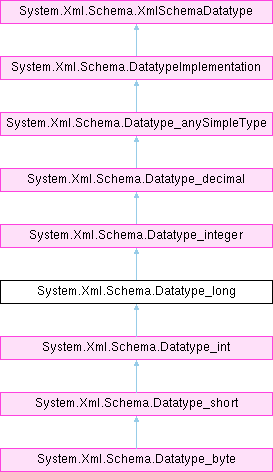 System.Xml.Schema.XmlSchemaDatatype
System.Xml.Schema.DatatypeImplementation
System.Xml.Schema.Datatype_anySimpleType
System.Xml.Schema.Datatype_decimal
System.Xml.Schema.Datatype_integer
System.Xml.Schema.Datatype_long
System.Xml.Schema.Datatype_int
System.Xml.Schema.Datatype_short
System.Xml.Schema.Datatype_byte